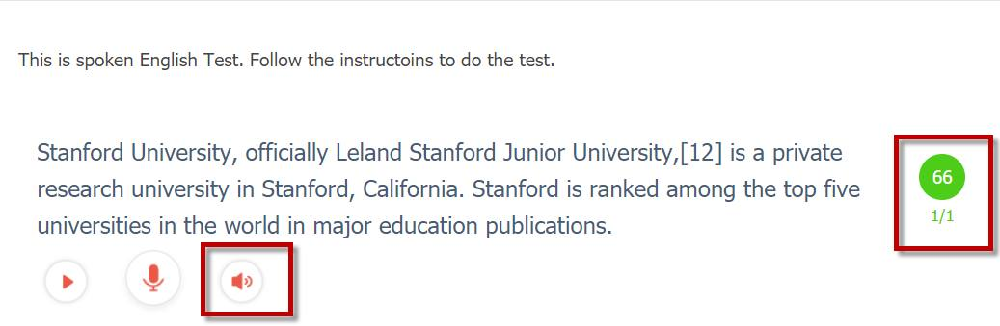 This is spoken English Test. Follow the instructoins to do the test.
Stanford University, officially Leland Stanford Junior University,[12] is a private
research university in Stanford, California. Stanford is ranked among the top five
universities in the world in major education publications.
66
1/1